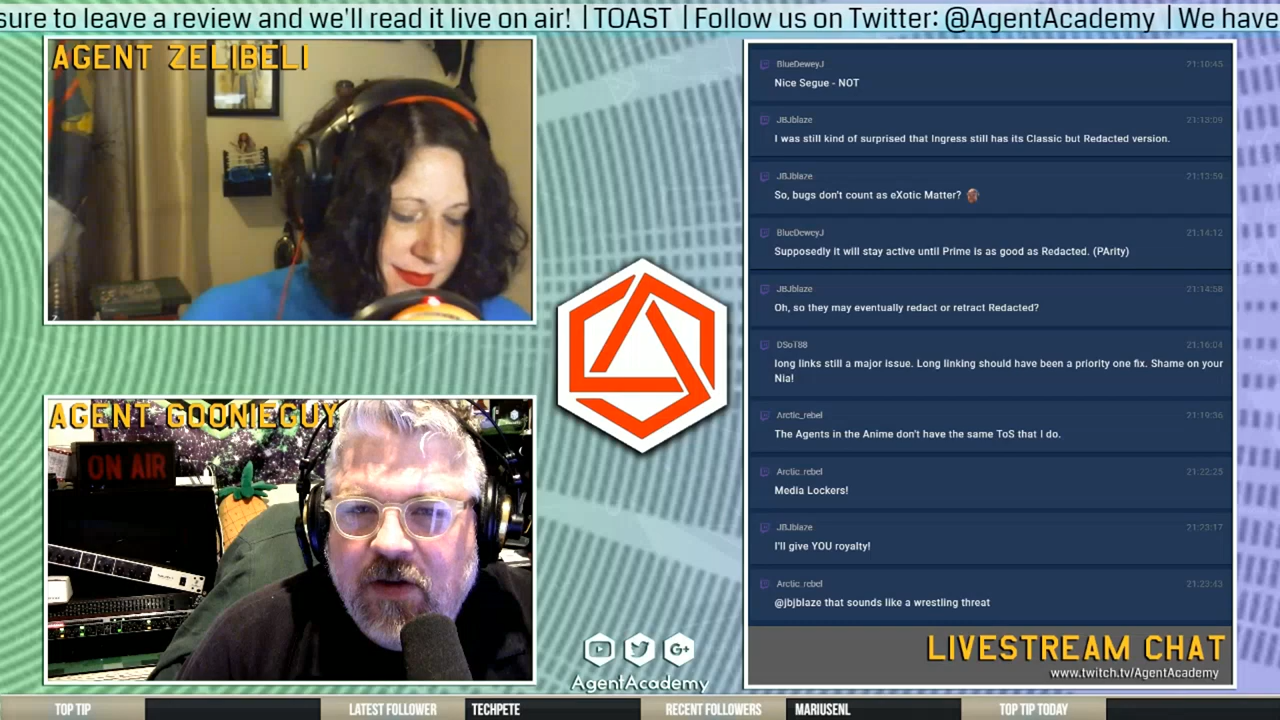 sure to leave a review and we'll read it live on air! | TOAST | Follow us on Twitter: @AgentAcademy | We have
AGENT ZELIBELI
AGENT GOONIEGUY
ON AIR
BlueDeweyJ 21:10:45
Nice Segue - NOT
JBJblaze 21:13:09
I was still kind of surprised that Ingress still has its Classic but Redacted version.
JBJblaze 21:13:59
So, bugs don't count as eXotic Matter?
BlueDeweyJ 21:14:12
Supposedly it will stay active until Prime is as good as Redacted. (PArity)
JBJblaze 21:14:58
Oh, so they may eventually redact or retract Redacted?
DSoT88 21:16:04
long links still a major issue. Long linking should have been a priority one fix. Shame on your
Nia!
Arctic_rebel 21:19:36
The Agents in the Anime don't have the same ToS that I do.
Arctic_rebel 21:22:25
Media Lockers!
JBJblaze 21:23:17
I'll give YOU royalty!
Arctic_rebel 21:23:43
@jbjblaze that sounds like a wrestling threat
LIVESTREAM CHAT
www.twitch.tv/AgentAcademy
G+
AgentAcademy
TOP TIP
LATEST FOLLOWER TECHPETE
RECENT FOLLOWERS MARIUSENL
TOP TIP TODAY